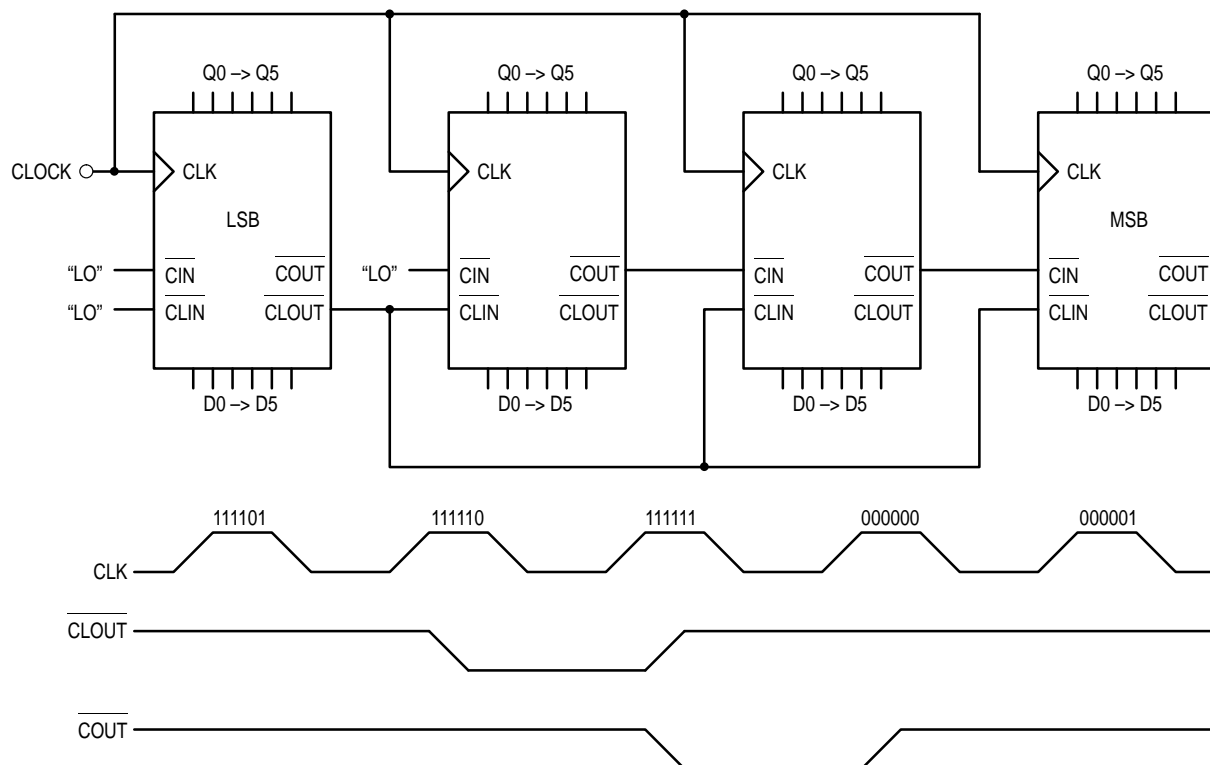 Q0 –> Q5 Q0 –> Q5 Q0 –> Q5 Q0 –> Q5
CLOCK CLK CLK CLK CLK
LSB MSB
“LO” CIN COUT “LO” CIN COUT CIN COUT CIN COUT
“LO” CLIN CLOUT CLIN CLOUT CLIN CLOUT CLIN CLOUT
D0 –> D5 D0 –> D5 D0 –> D5 D0 –> D5
111101 111110 111111 000000 000001
CLK
CLOUT
COUT